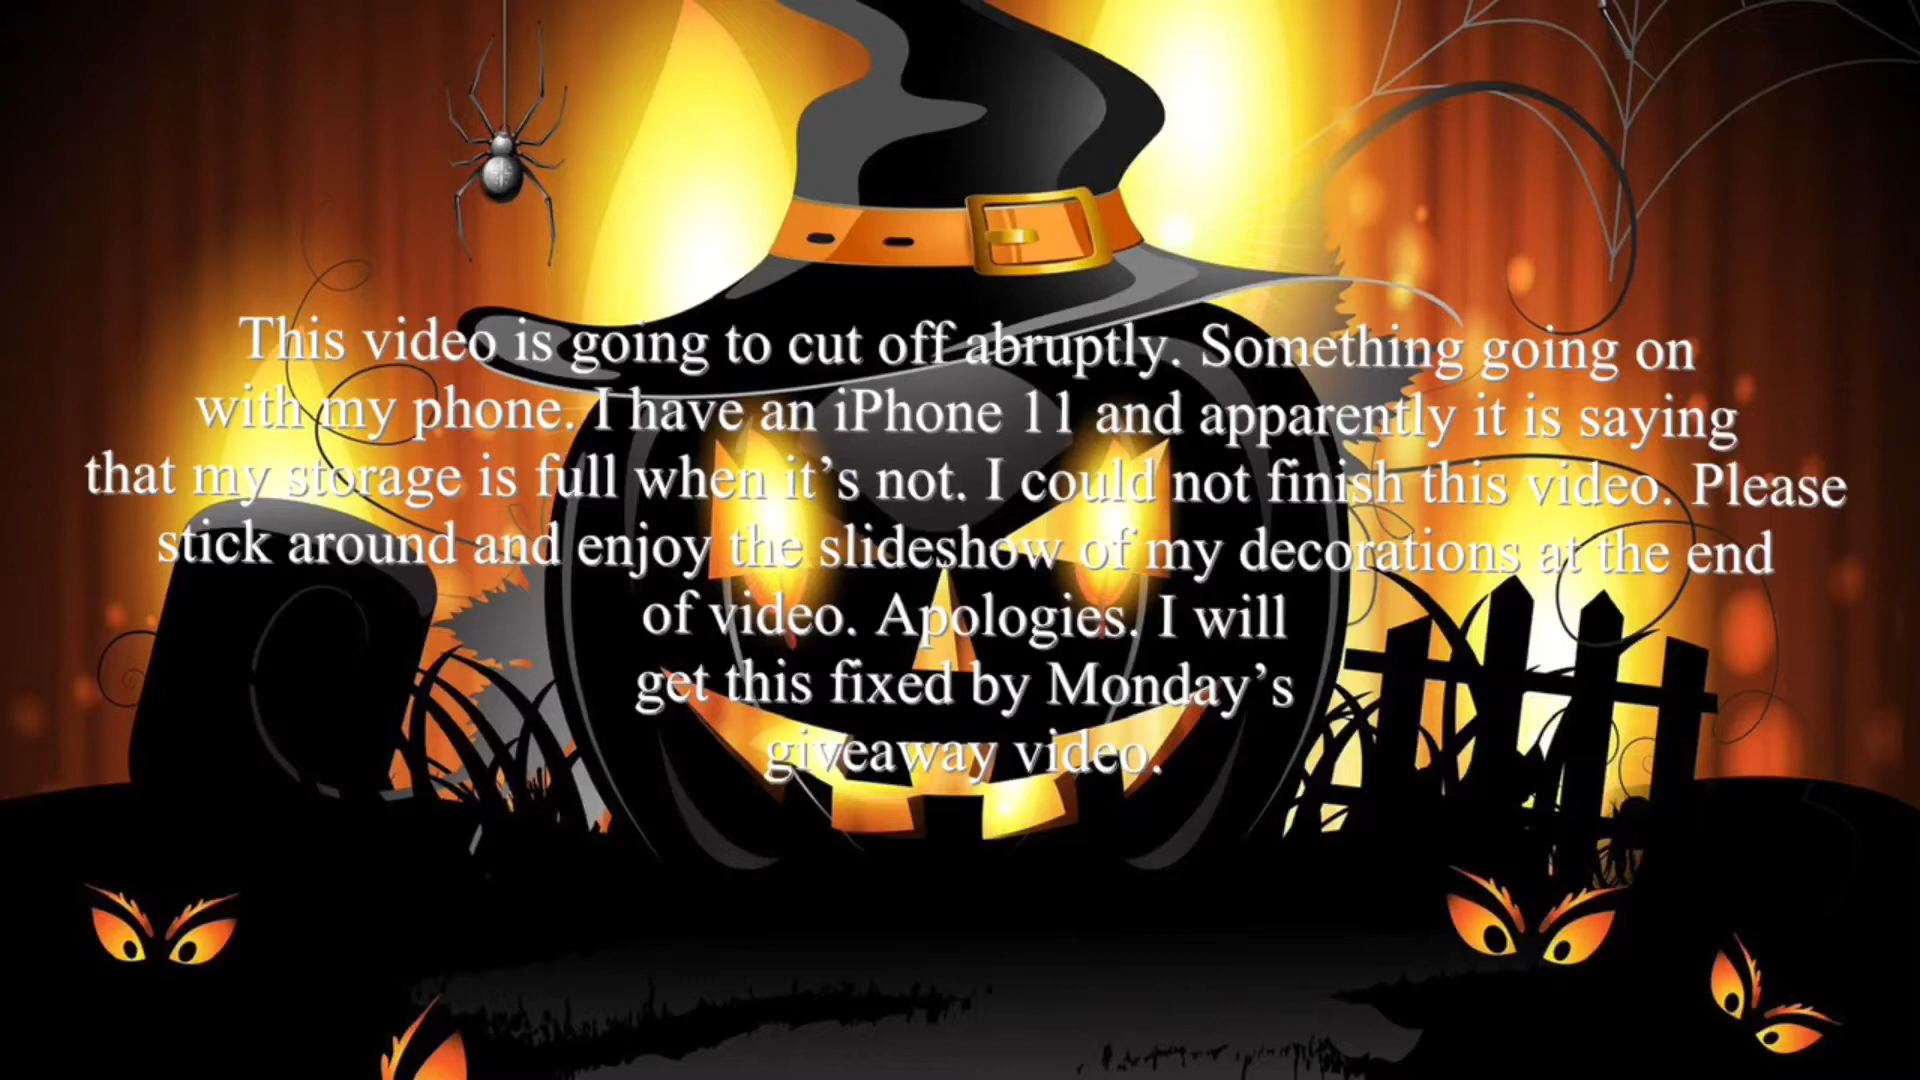 This video is going to cut off abruptly. Something going on
with my phone. I have an iPhone 11 and apparently it is saying
that my storage is full when it’s not. I could not finish this video. Please
stick around and enjoy the slideshow of my decorations at the end
of video. Apologies. I will
get this fixed by Monday’s
giveaway video.